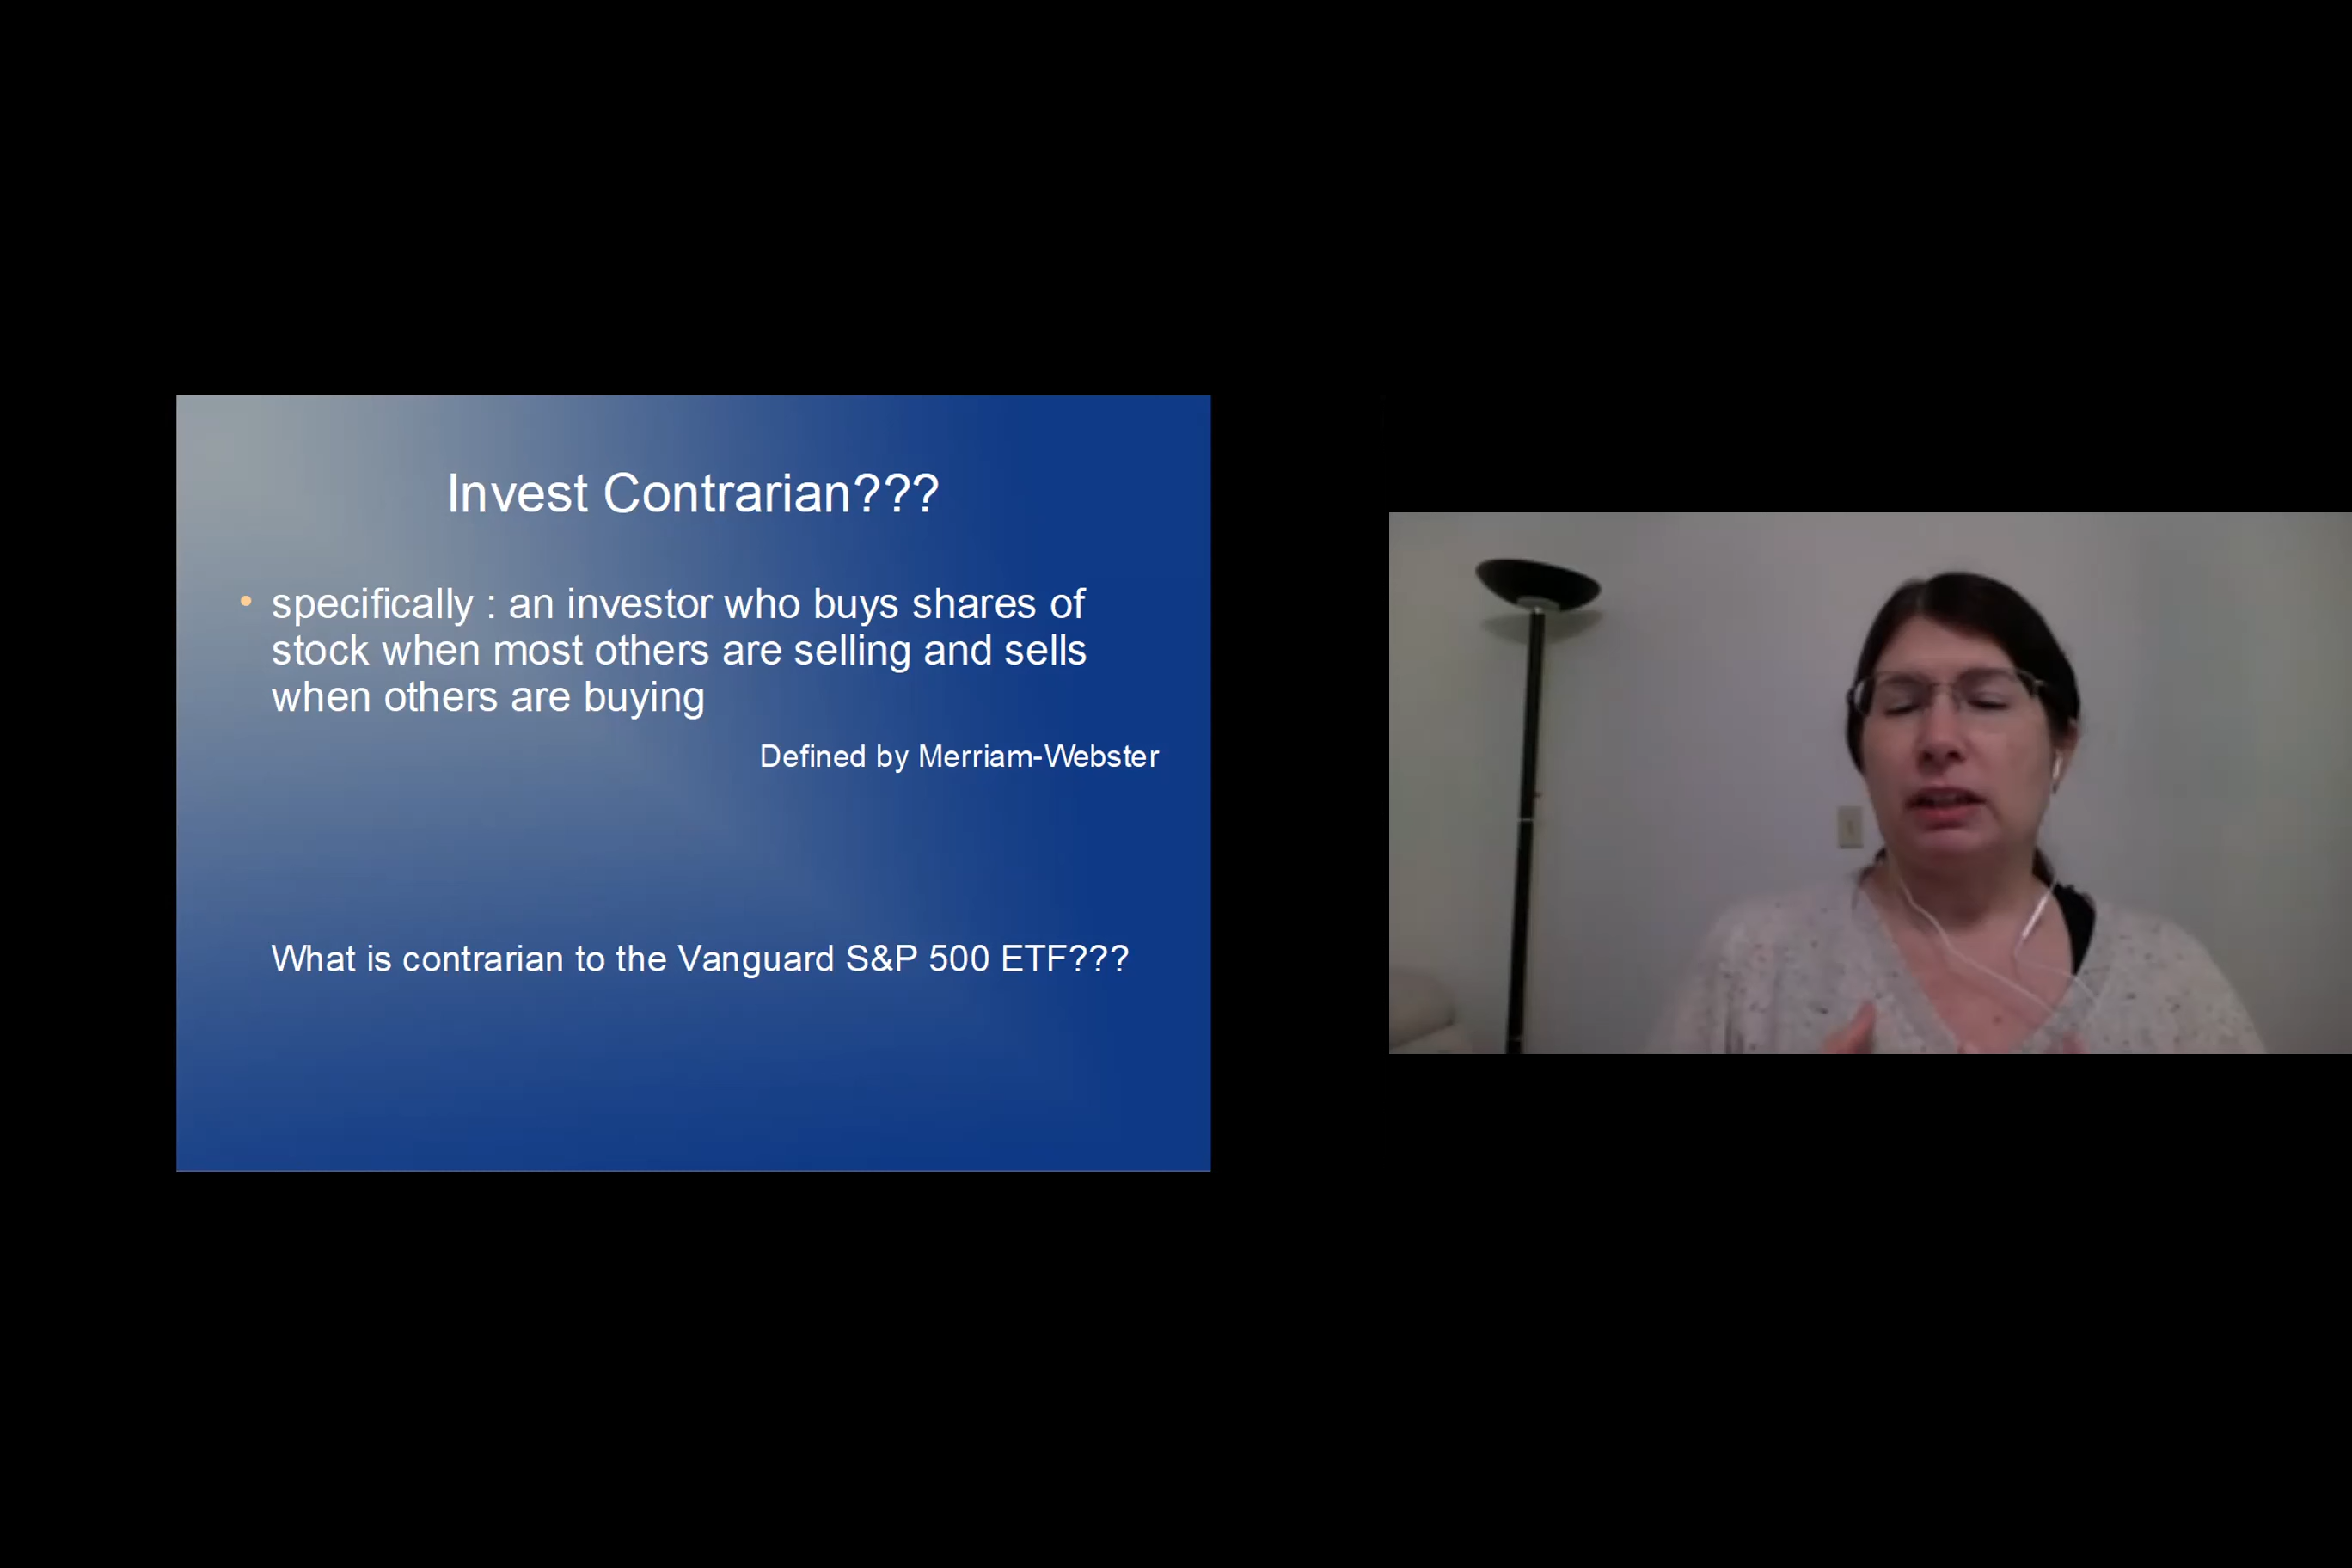 Invest Contrarian???
• specifically : an investor who buys shares of
stock when most others are selling and sells
when others are buying
Defined by Merriam-Webster
What is contrarian to the Vanguard S&P 500 ETF???